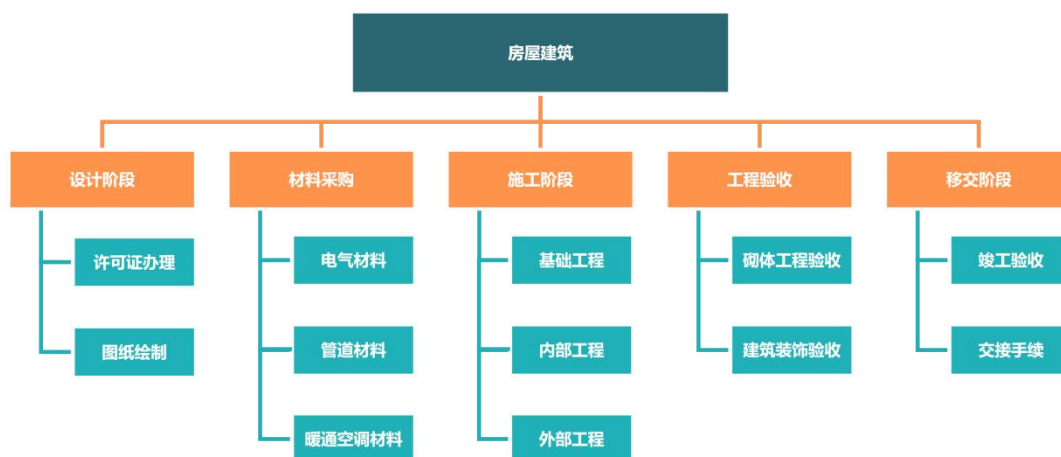 房屋建筑
设计阶段
材料采购
施工阶段
工程验收
移交阶段
许可证办理
电气材料
基础工程
砌体工程验收
竣工验收
图纸绘制
管道材料
内部工程
建筑装饰验收
交接手续
暖通空调材料
外部工程